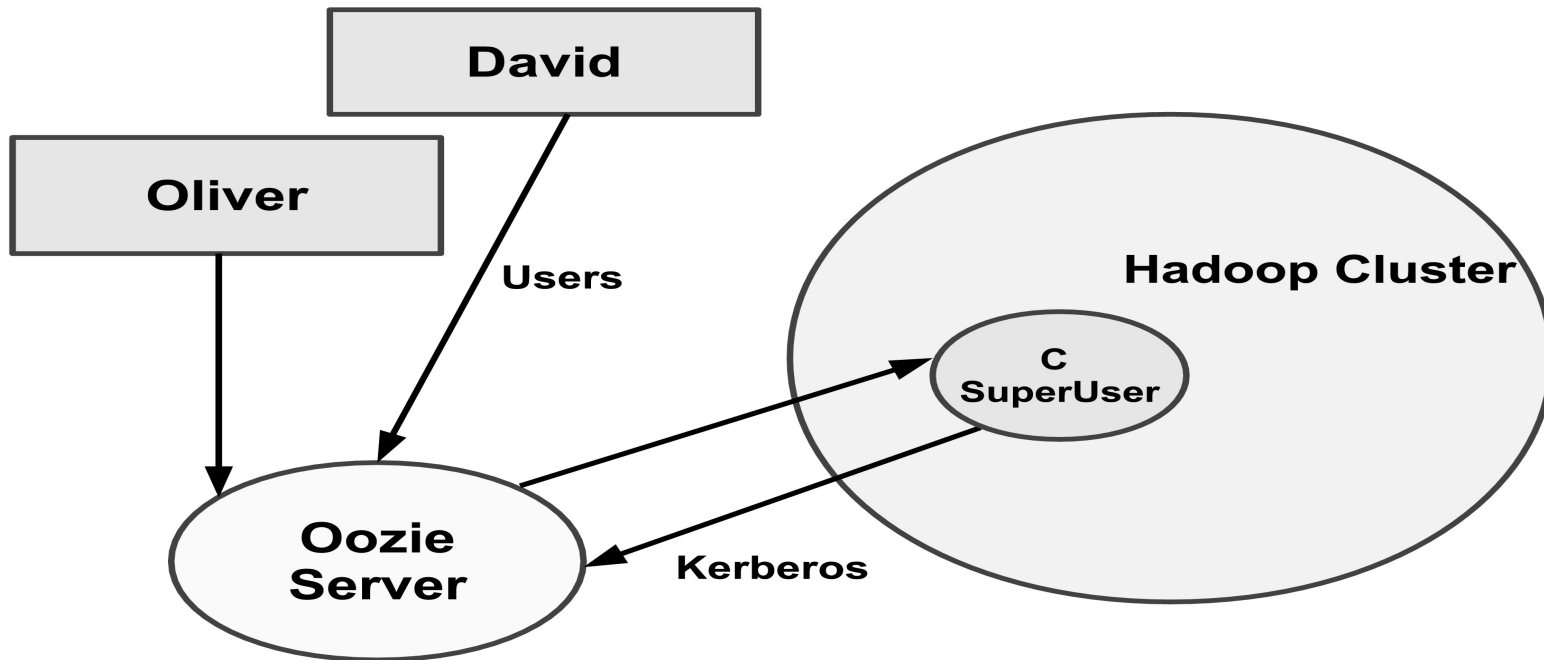 David
Oliver
Users
Hadoop Cluster
C
SuperUser
Oozie
Server
Kerberos